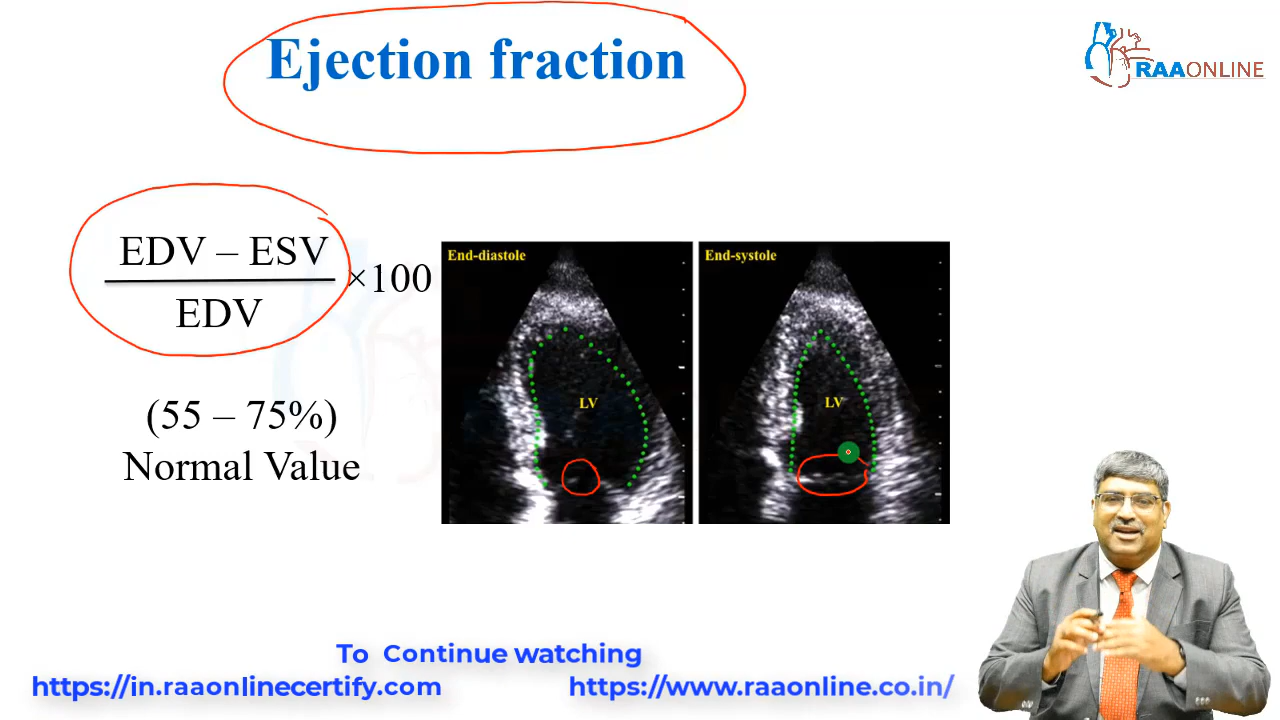 Ejection fraction
RAAONLINE
EDV – ESV
×100
EDV
(55 – 75%)
Normal Value
End-diastole
LV
End-systole
LV
To Continue watching
https://in.raaonlinecertify.com
https://www.raaonline.co.in/